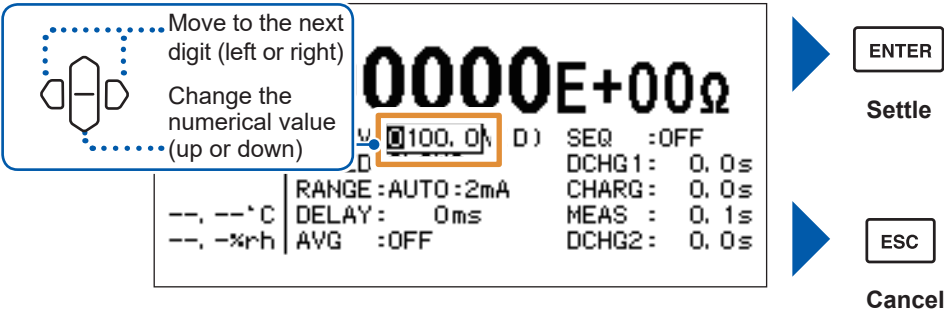 Move to the next
digit (left or right)
Change the
numerical value
(up or down)
0000E+00Ω
0100.0 D) SEQ :OFF
DCHG1: 0.0s
RANGE:AUTO:2mA CHARG: 0.0s
--.--°C DELAY: 0ms MEAS : 0.1s
--.-%rh AVG :OFF DCHG2: 0.0s
ENTER
Settle
ESC
Cancel